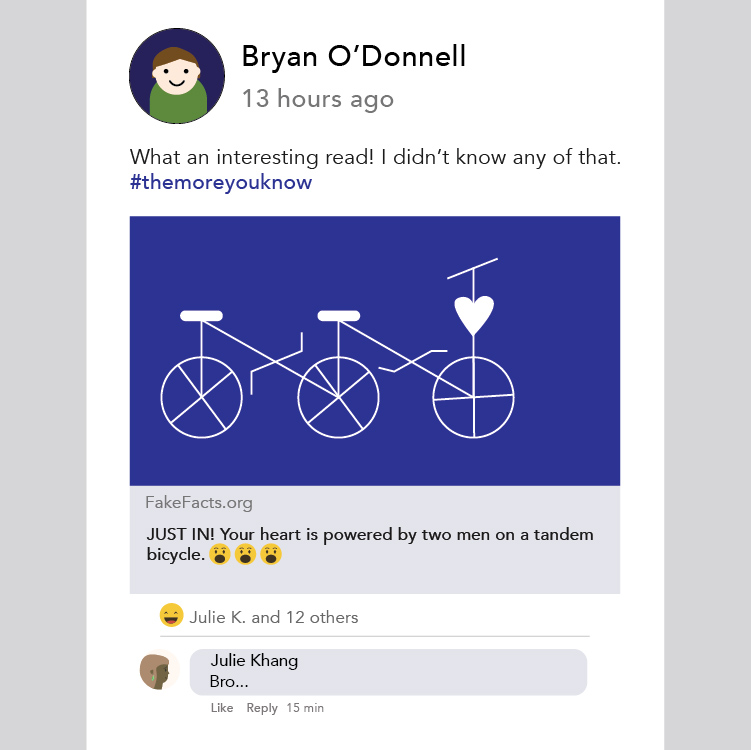 Bryan O’Donnell
13 hours ago
What an interesting read! I didn’t know any of that.
#themoreyouknow
FakeFacts.org
JUST IN! Your heart is powered by two men on a tandem
bicycle. 😮😮😮
Julie K. and 12 others
Julie Khang
Bro...
Like Reply 15 min